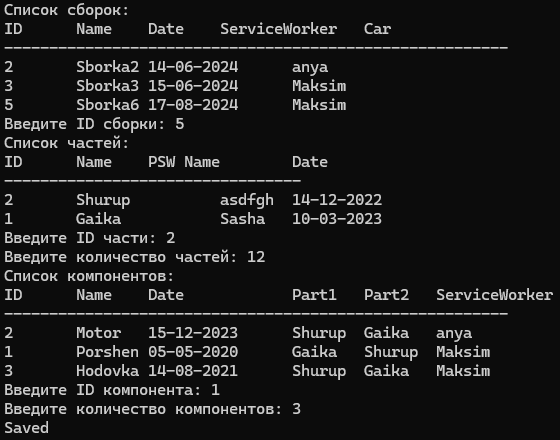 Список сборок:
ID Name Date ServiceWorker Car
--------------------------------------------------------
2 Sborka2 14-06-2024 anya
3 Sborka3 15-06-2024 Maksim
5 Sborka6 17-08-2024 Maksim
Введите ID сборки: 5
Список частей:
ID Name PSW Name Date
---------------------------------
2 Shurup asdfgh 14-12-2022
1 Gaika Sasha 10-03-2023
Введите ID части: 2
Введите количество частей: 12
Список компонентов:
ID Name Date Part1 Part2 ServiceWorker
--------------------------------------------------------
2 Motor 15-12-2023 Shurup Gaika anya
1 Porshen 05-05-2020 Gaika Shurup Maksim
3 Hodovka 14-08-2021 Shurup Gaika Maksim
Введите ID компонента: 1
Введите количество компонентов: 3
Saved